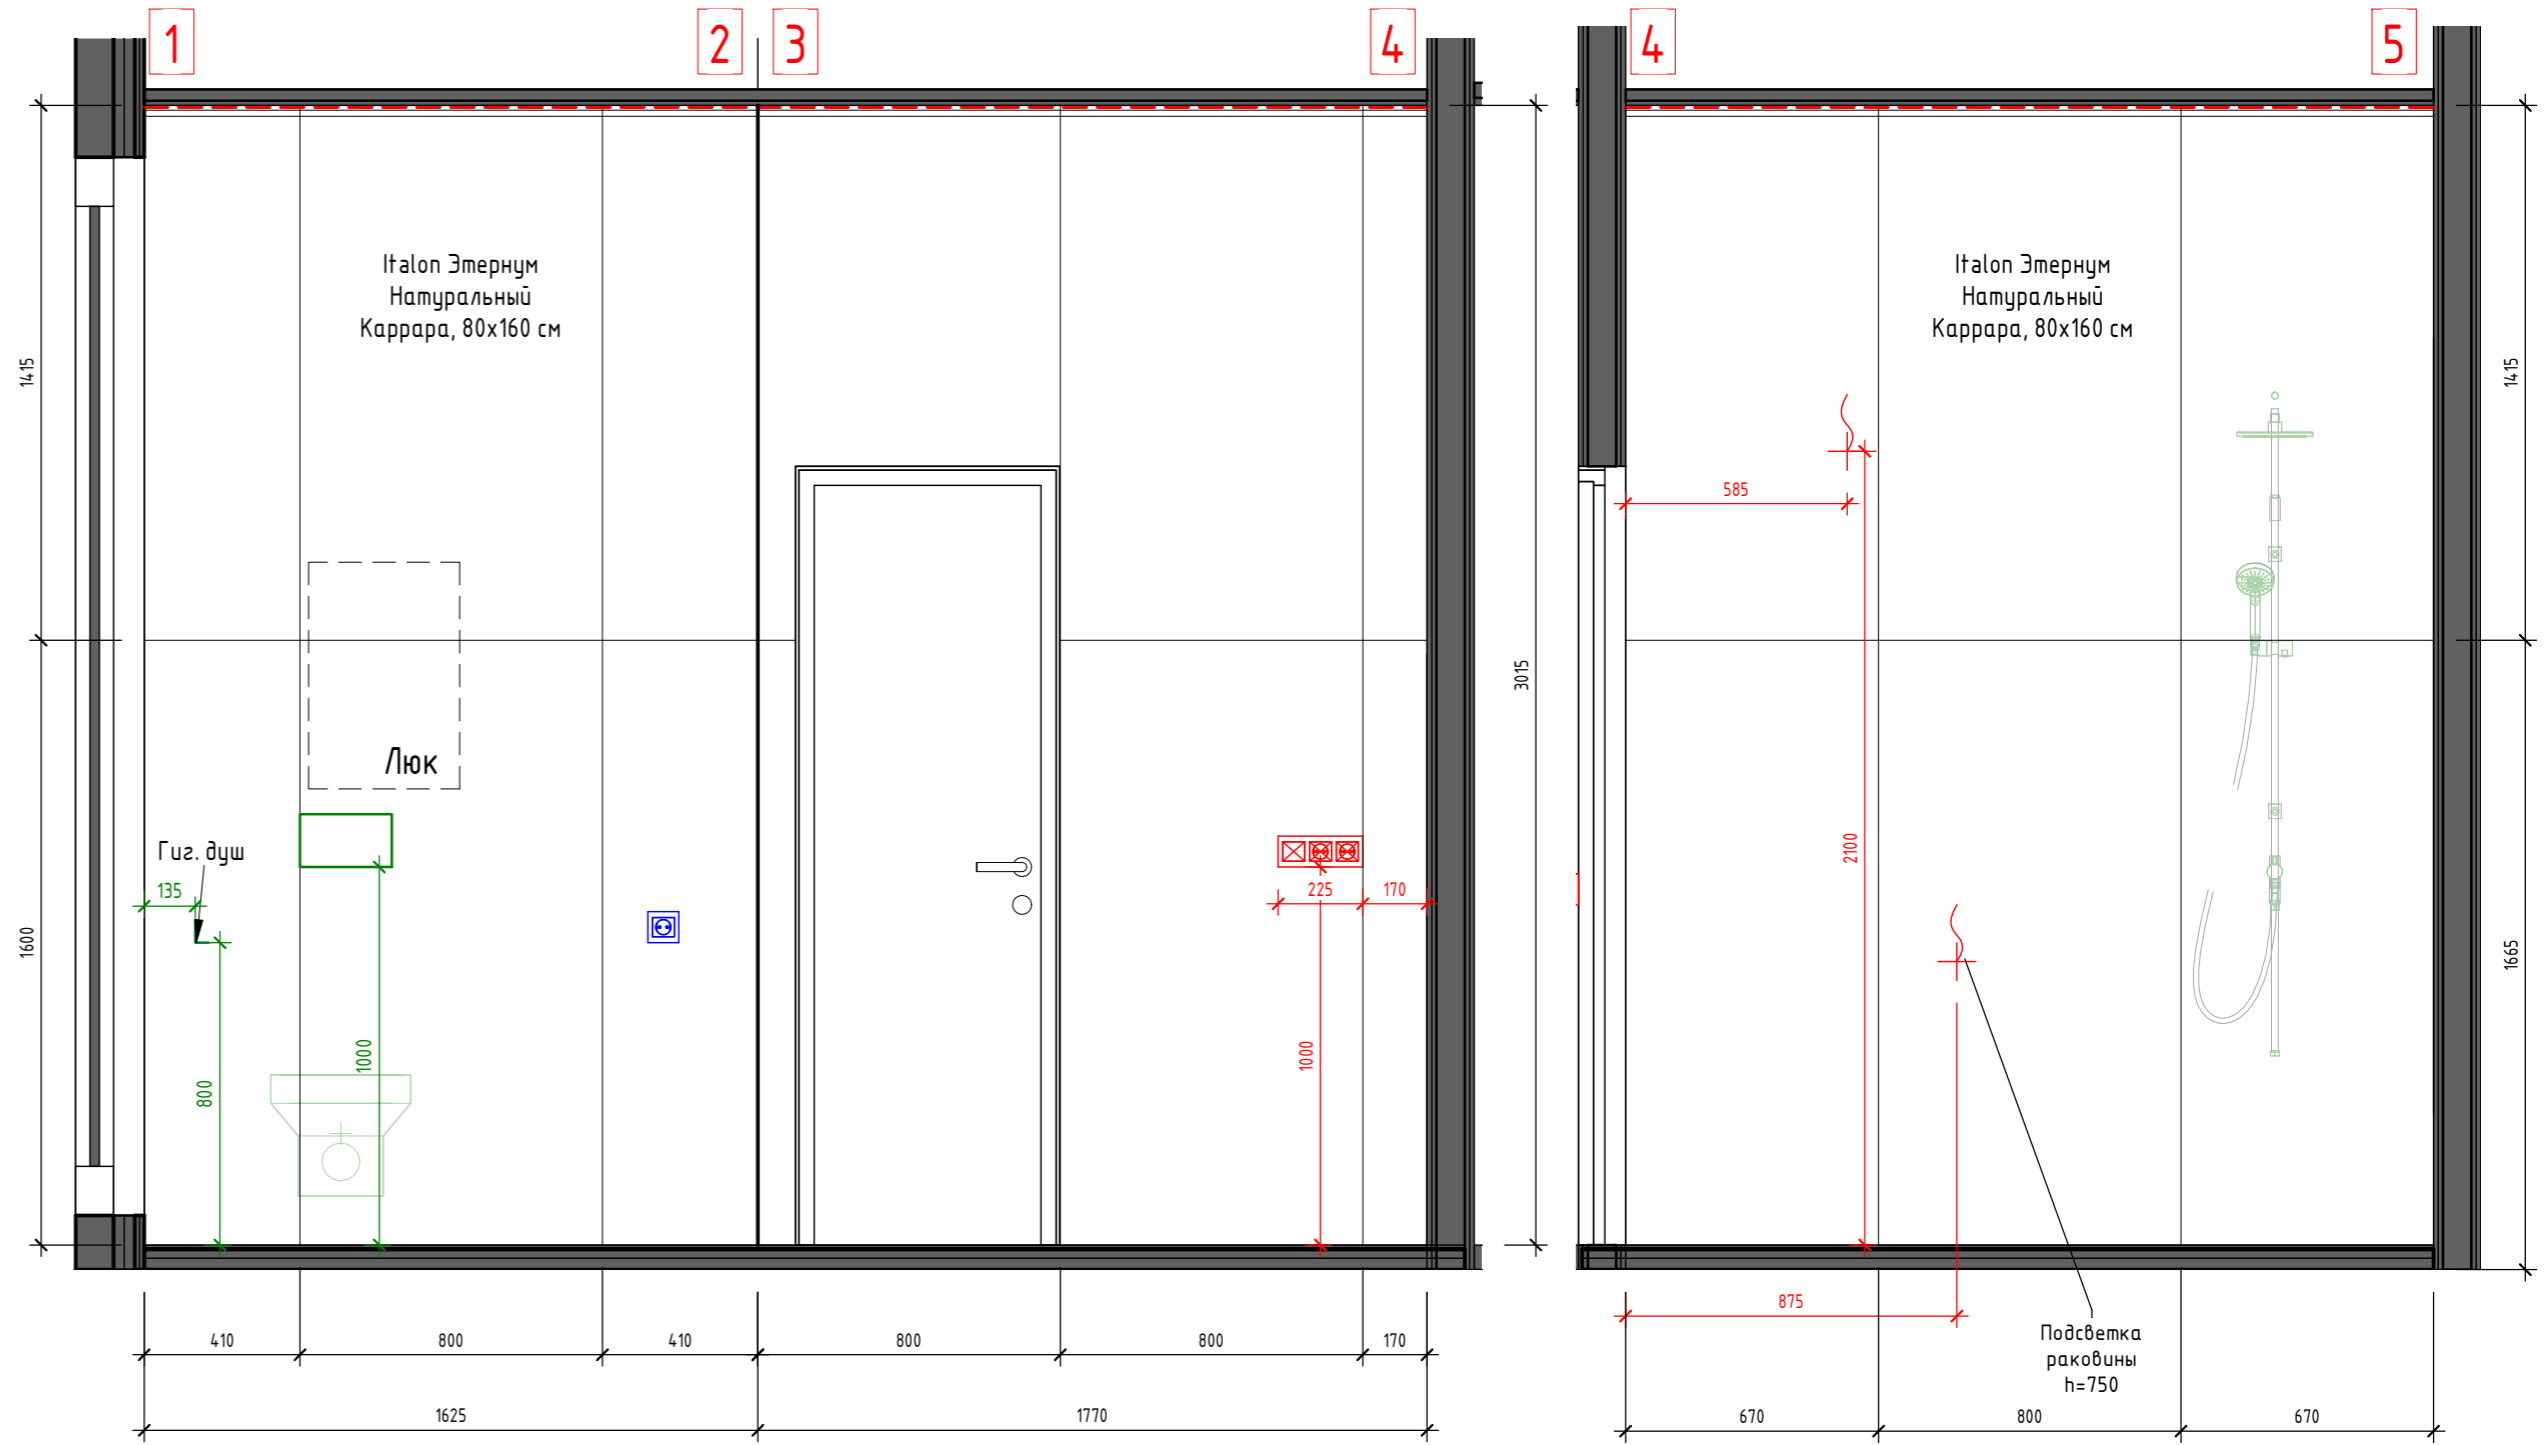 1
2
3
4
4
5
Italon Этернум
Натуральный
Каррара, 80х160 см
Italon Этернум
Натуральный
Каррара, 80х160 см
1415
1600
Люк
Гиг. душ
135
800
1000
225
170
1000
3015
585
2100
1415
1665
875
Подсветка
раковины
h=750
410
800
410
800
800
170
1625
1770
670
800
670